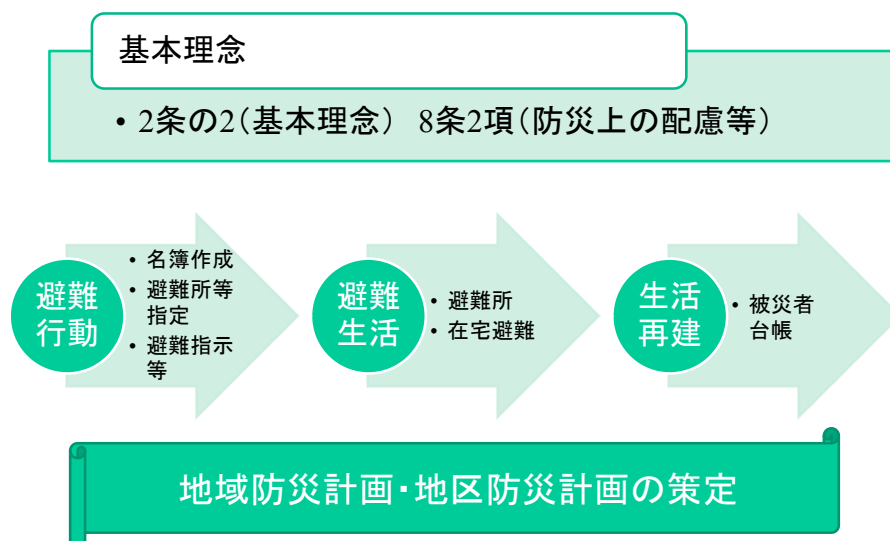 基本理念
• 2条の2(基本理念) 8条2項(防災上の配慮等)
避難
行動
• 名簿作成
• 避難所等
指定
• 避難指示
等
避難
生活
• 避難所
• 在宅避難
生活
再建
• 被災者
台帳
地域防災計画・地区防災計画の策定